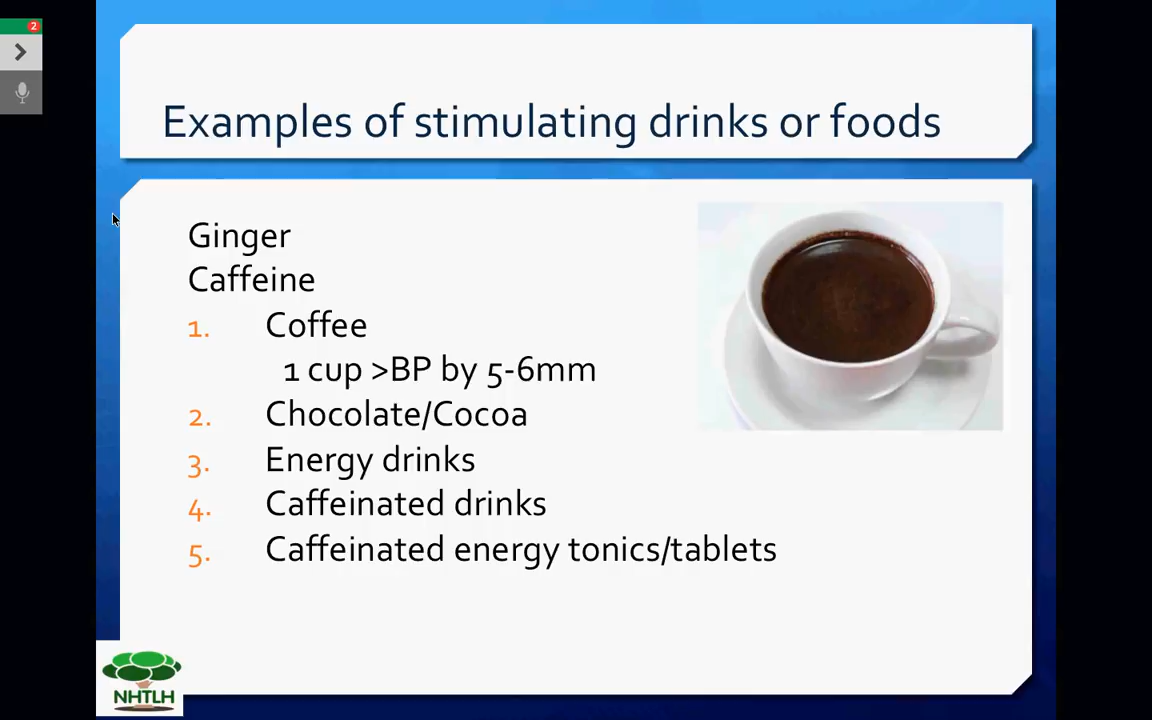 2
Examples of stimulating drinks or foods
Ginger
Caffeine
1. Coffee
1 cup >BP by 5-6mm
2. Chocolate/Cocoa
3. Energy drinks
4. Caffeinated drinks
5. Caffeinated energy tonics/tablets
NHTLH